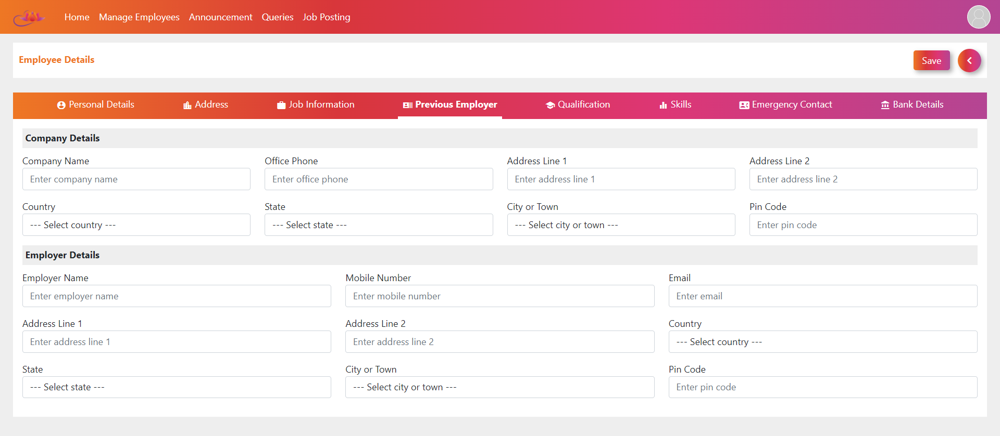 Home Manage Employees Announcement Queries Job Posting
Employee Details
Save
Personal Details Address Job Information Previous Employer Qualification Skills Emergency Contact Bank Details
Company Details
Company Name Office Phone Address Line 1 Address Line 2
Enter company name Enter office phone Enter address line 1 Enter address line 2
Country State City or Town Pin Code
--- Select country --- --- Select state --- --- Select city or town --- Enter pin code
Employer Details
Employer Name Mobile Number Email
Enter employer name Enter mobile number Enter email
Address Line 1 Address Line 2 Country
Enter address line 1 Enter address line 2 --- Select country ---
State City or Town Pin Code
--- Select state --- --- Select city or town --- Enter pin code